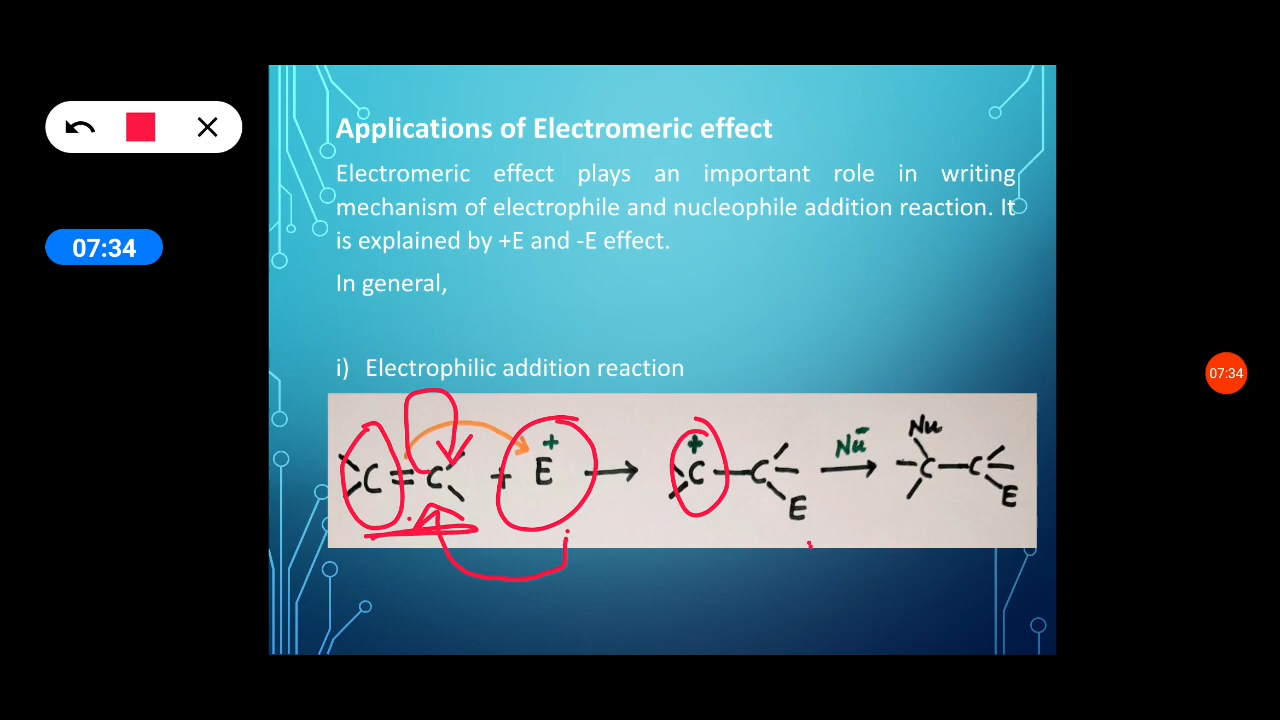 Applications of Electromeric effect
07:34
Electromeric effect plays an important role in writing
mechanism of electrophile and nucleophile addition reaction. It
is explained by +E and -E effect.
In general,
07:34
i) Electrophilic addition reaction
C = C + E+ → +C — C E Nu- → Nu C — C E